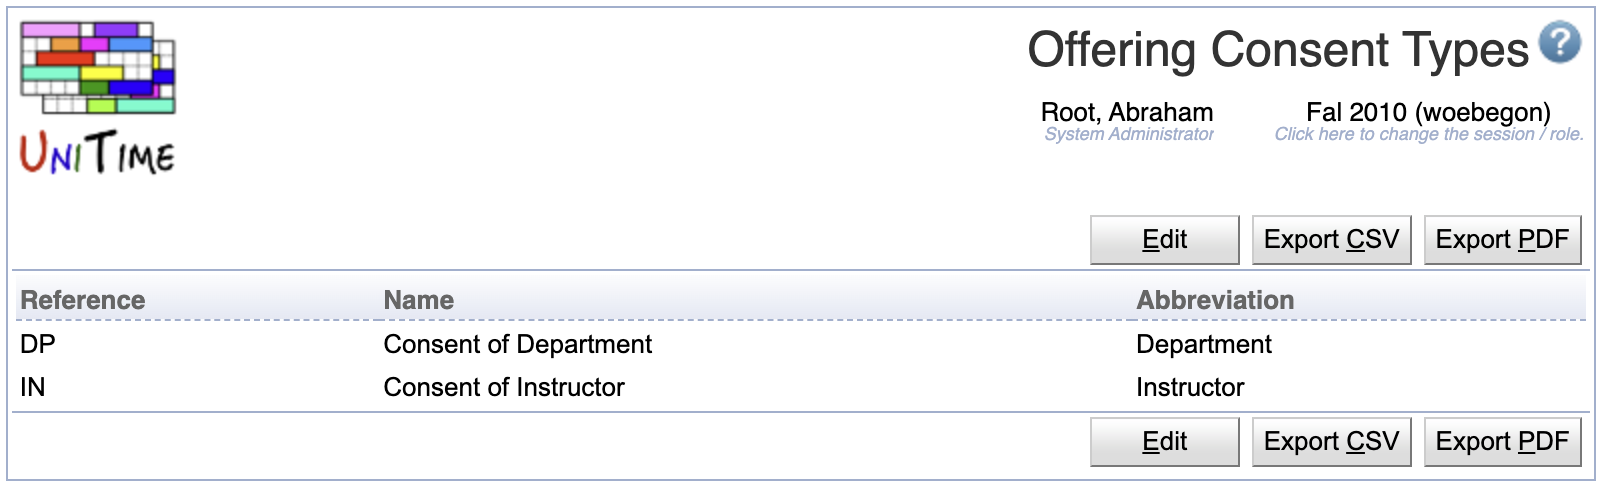 UNITIME
Offering Consent Types ?
Root, Abraham Fal 2010 (woebegon)
System Administrator Click here to change the session / role.
Edit Export CSV Export PDF
Reference Name Abbreviation
DP Consent of Department Department
IN Consent of Instructor Instructor
Edit Export CSV Export PDF